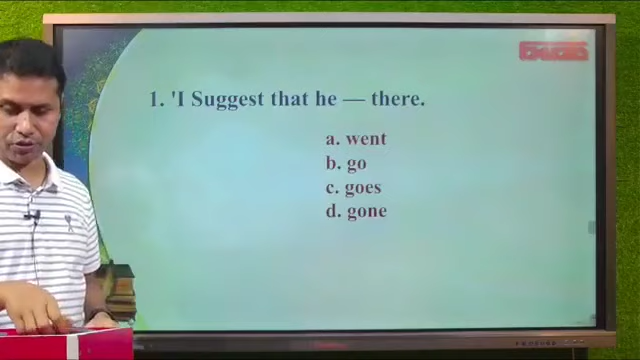 1. 'I Suggest that he — there.
a. went
b. go
c. goes
d. gone